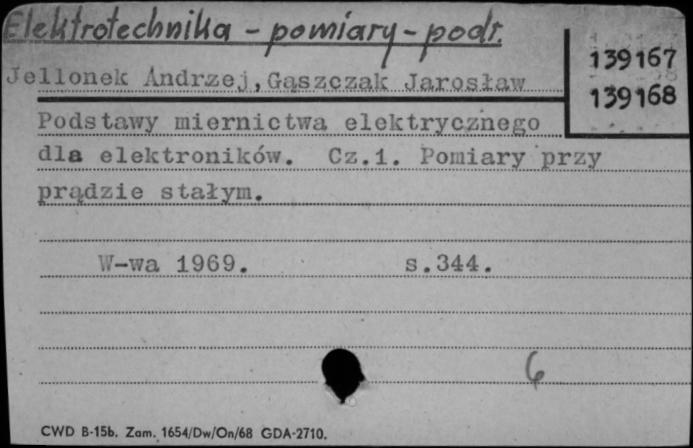 Elektrotechnika - pomiary - podr.
139167
Jellonek Andrzej, Gąszczak Jarosław
139168
Podstawy miernictwa elektrycznego
dla elektroników. Cz.1. Pomiary przy
prądzie stałym.
W-wa 1969. s.344.
6
CWD B-15b. Zam. 1654/Dw/On/68 GDA-2710.